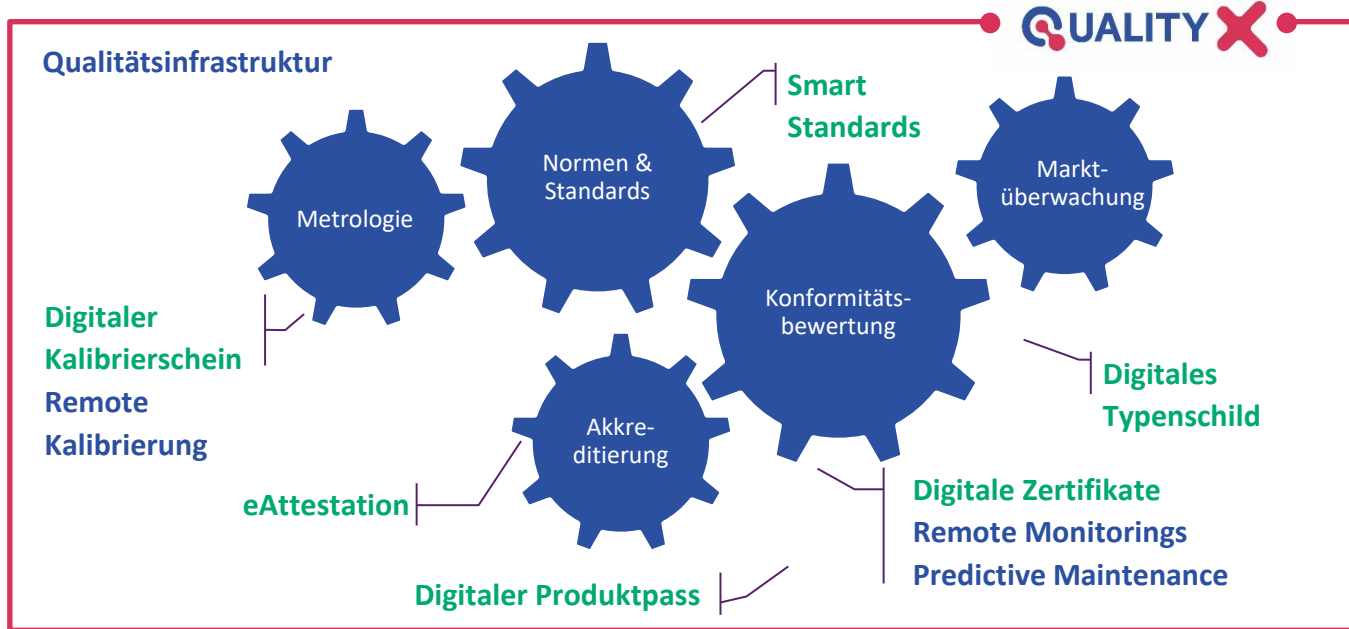 QUALITY X
Qualitätsinfrastruktur
Smart
Standards
Normen &
Standards
Markt-
überwachung
Metrologie
Konformitäts-
bewertung
Digitaler
Kalibrierschein
Remote
Kalibrierung
Digitales
Typenschild
Akkre-
ditierung
eAttestation
Digitale Zertifikate
Remote Monitorings
Predictive Maintenance
Digitaler Produktpass